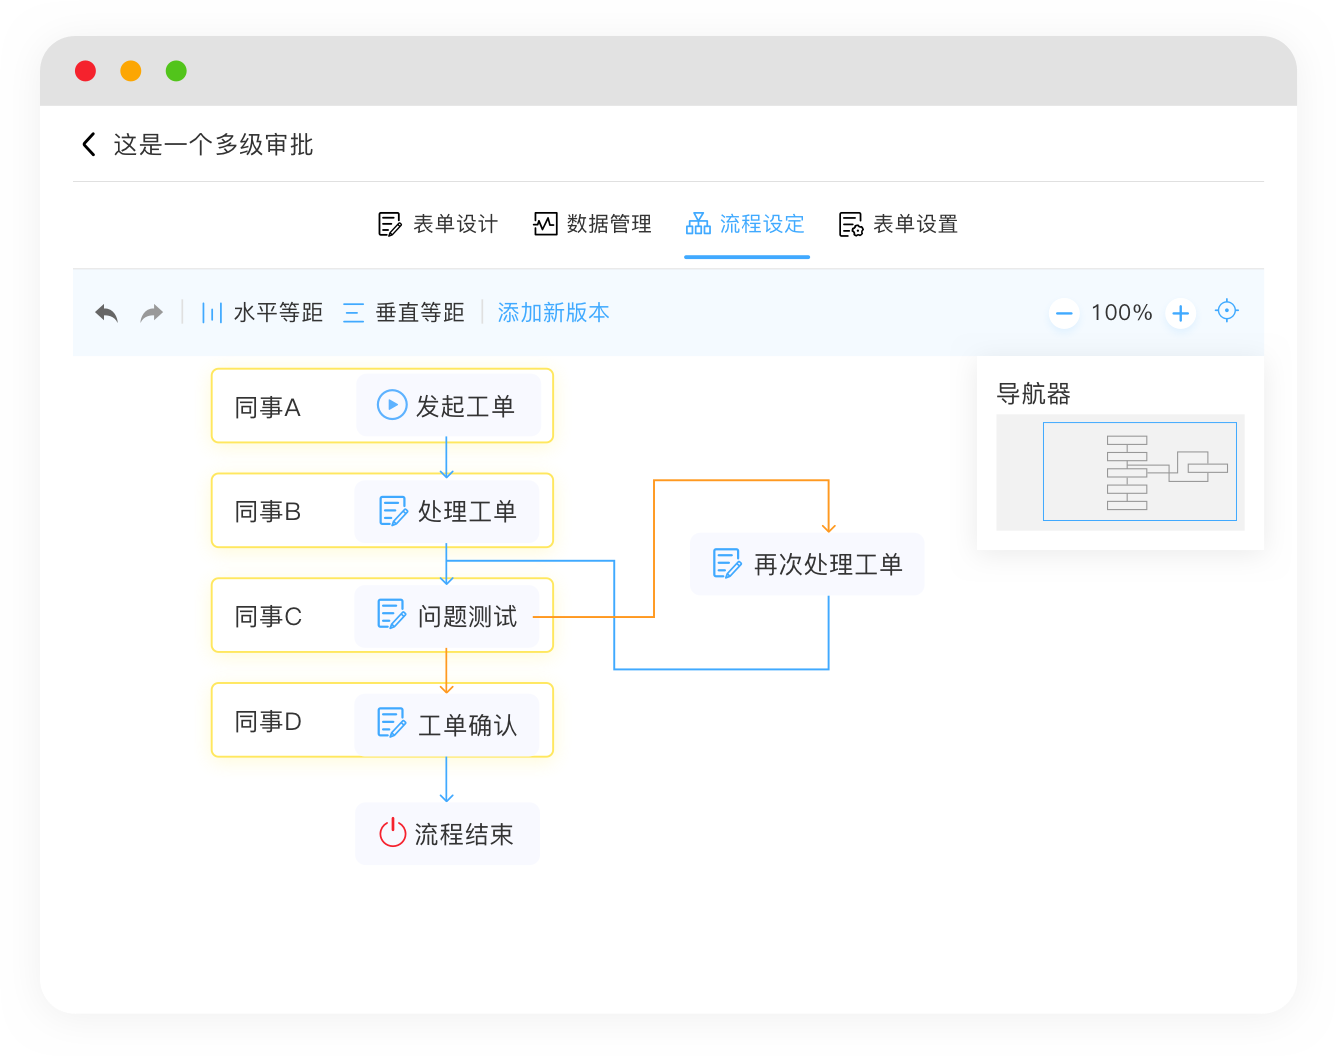 这是一个多级审批
表单设计 数据管理 流程设定 表单设置
水平等距 垂直等距 添加新版本 100%
导航器
同事A 发起工单
同事B 处理工单
再次处理工单
同事C 问题测试
同事D 工单确认
流程结束